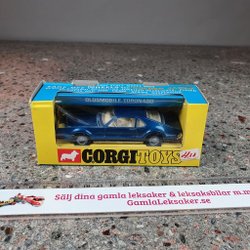 OLDSMOBILE TORONADO
CORGI TOYS
Sälj dina gamla leksaker & leksaksbilar m.m
GamlaLeksaker.se